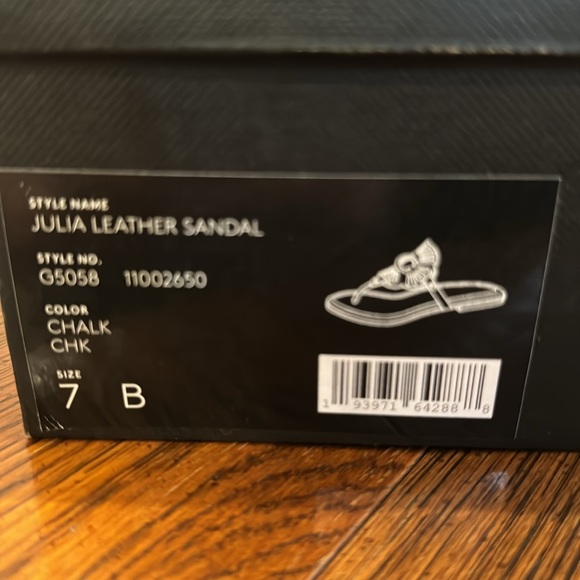 STYLE NAME
JULIA LEATHER SANDAL
STYLE NO.
G5058 11002650
COLOR
CHALK
CHK
SIZE
7 B
1 93971 64288 8